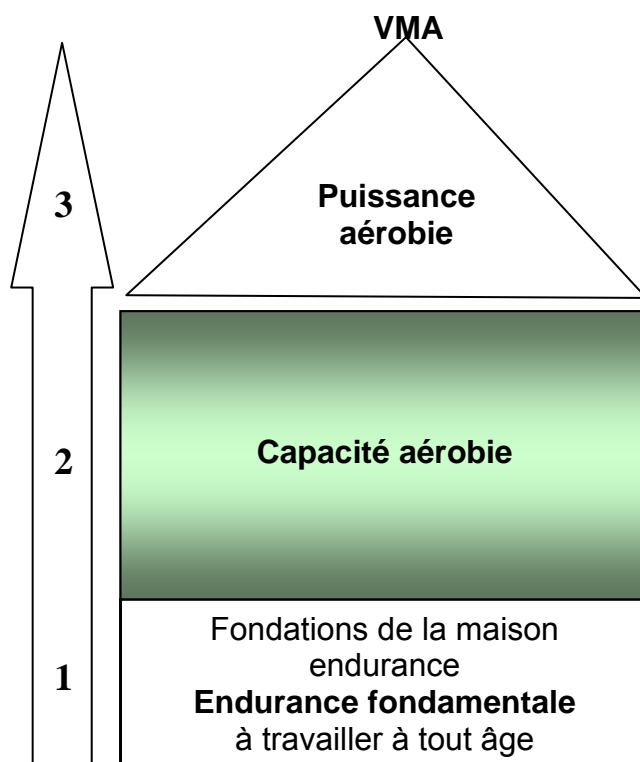 VMA
3
Puissance
aérobie
2
Capacité aérobie
1
Fondations de la maison
endurance
Endurance fondamentale
à travailler à tout âge